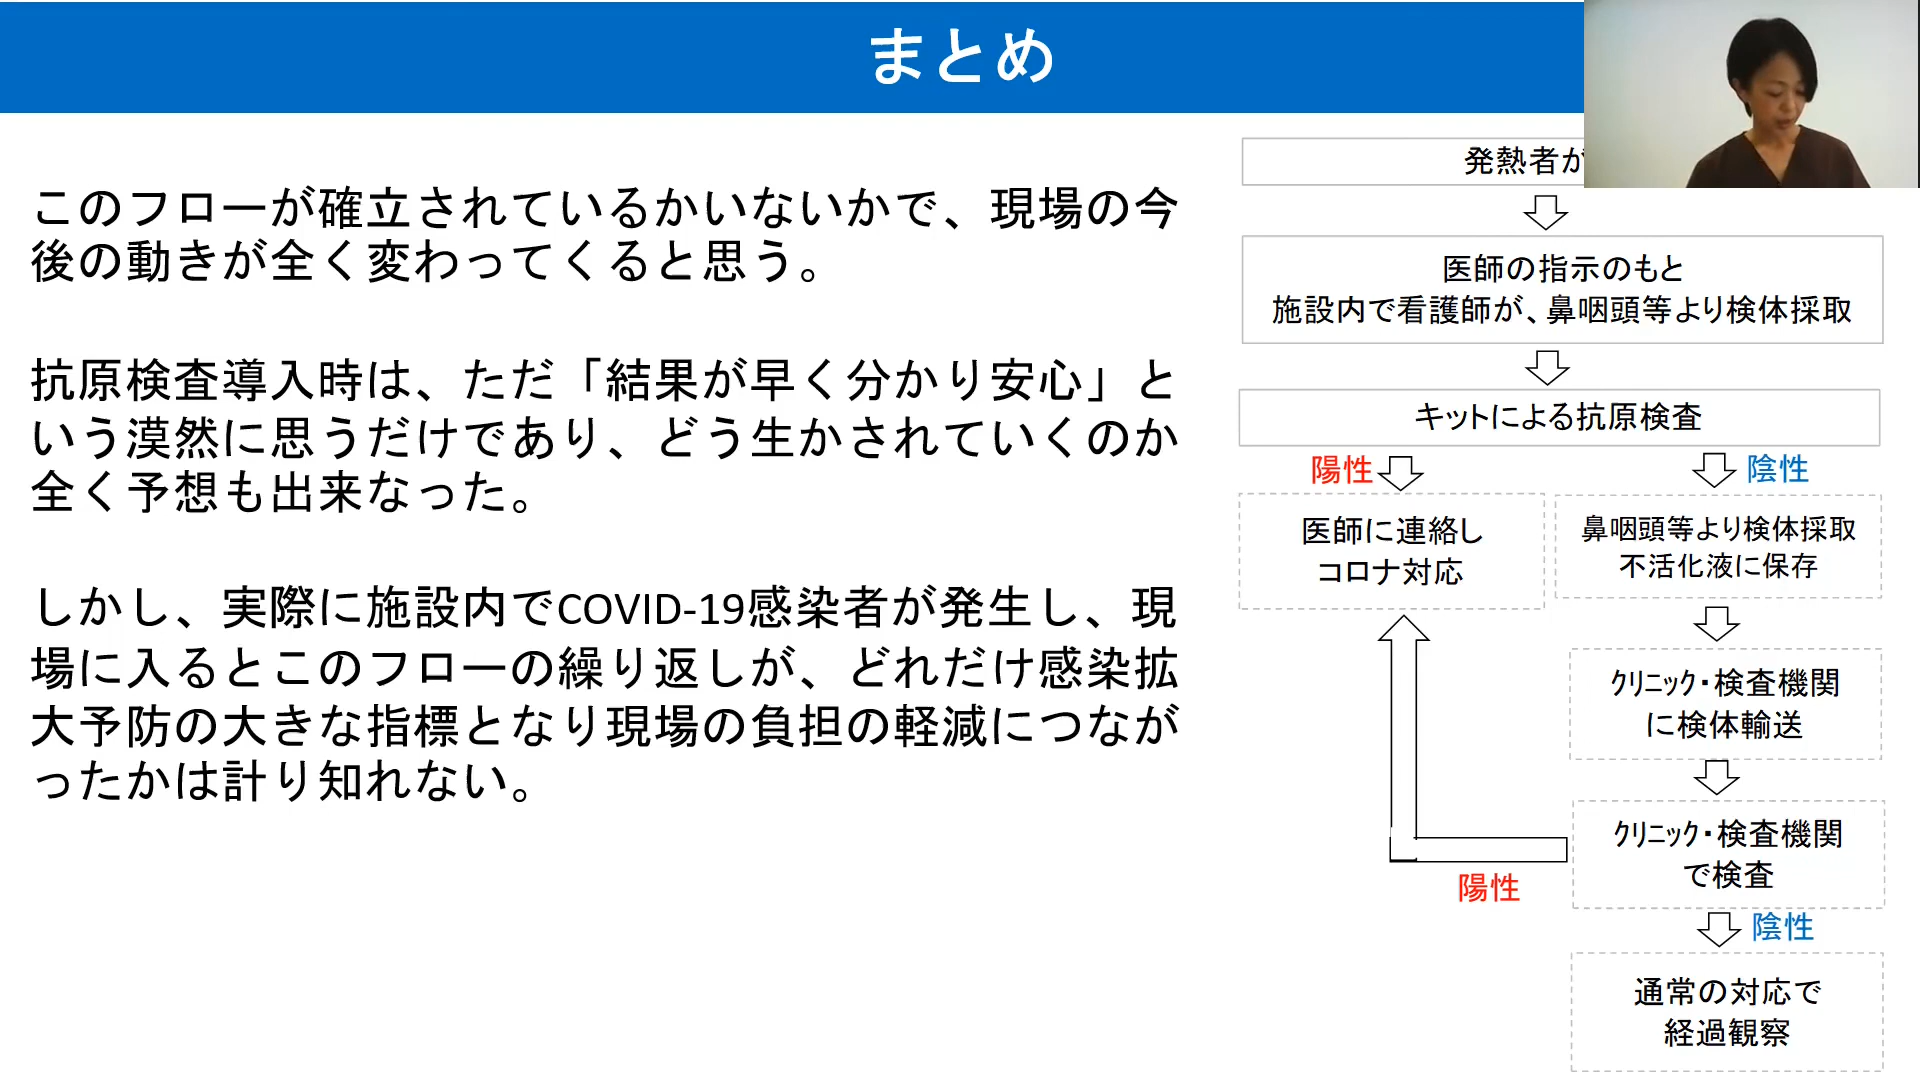 まとめ
このフローが確立されているかいないかで、現場の今
後の動きが全く変わってくると思う。
抗原検査導入時は、ただ「結果が早く分かり安心」と
いう漠然に思うだけであり、どう生かされていくのか
全く予想も出来なった。
しかし、実際に施設内でCOVID-19感染者が発生し、現
場に入るとこのフローの繰り返しが、どれだけ感染拡
大予防の大きな指標となり現場の負担の軽減につなが
ったかは計り知れない。
発熱者が
医師の指示のもと
施設内で看護師が、鼻咽頭等より検体採取
キットによる抗原検査
陽性
陰性
医師に連絡し
コロナ対応
鼻咽頭等より検体採取
不活化液に保存
ｸﾘﾆｯｸ・検査機関
に検体輸送
ｸﾘﾆｯｸ・検査機関
で検査
陽性
陰性
通常の対応で
経過観察